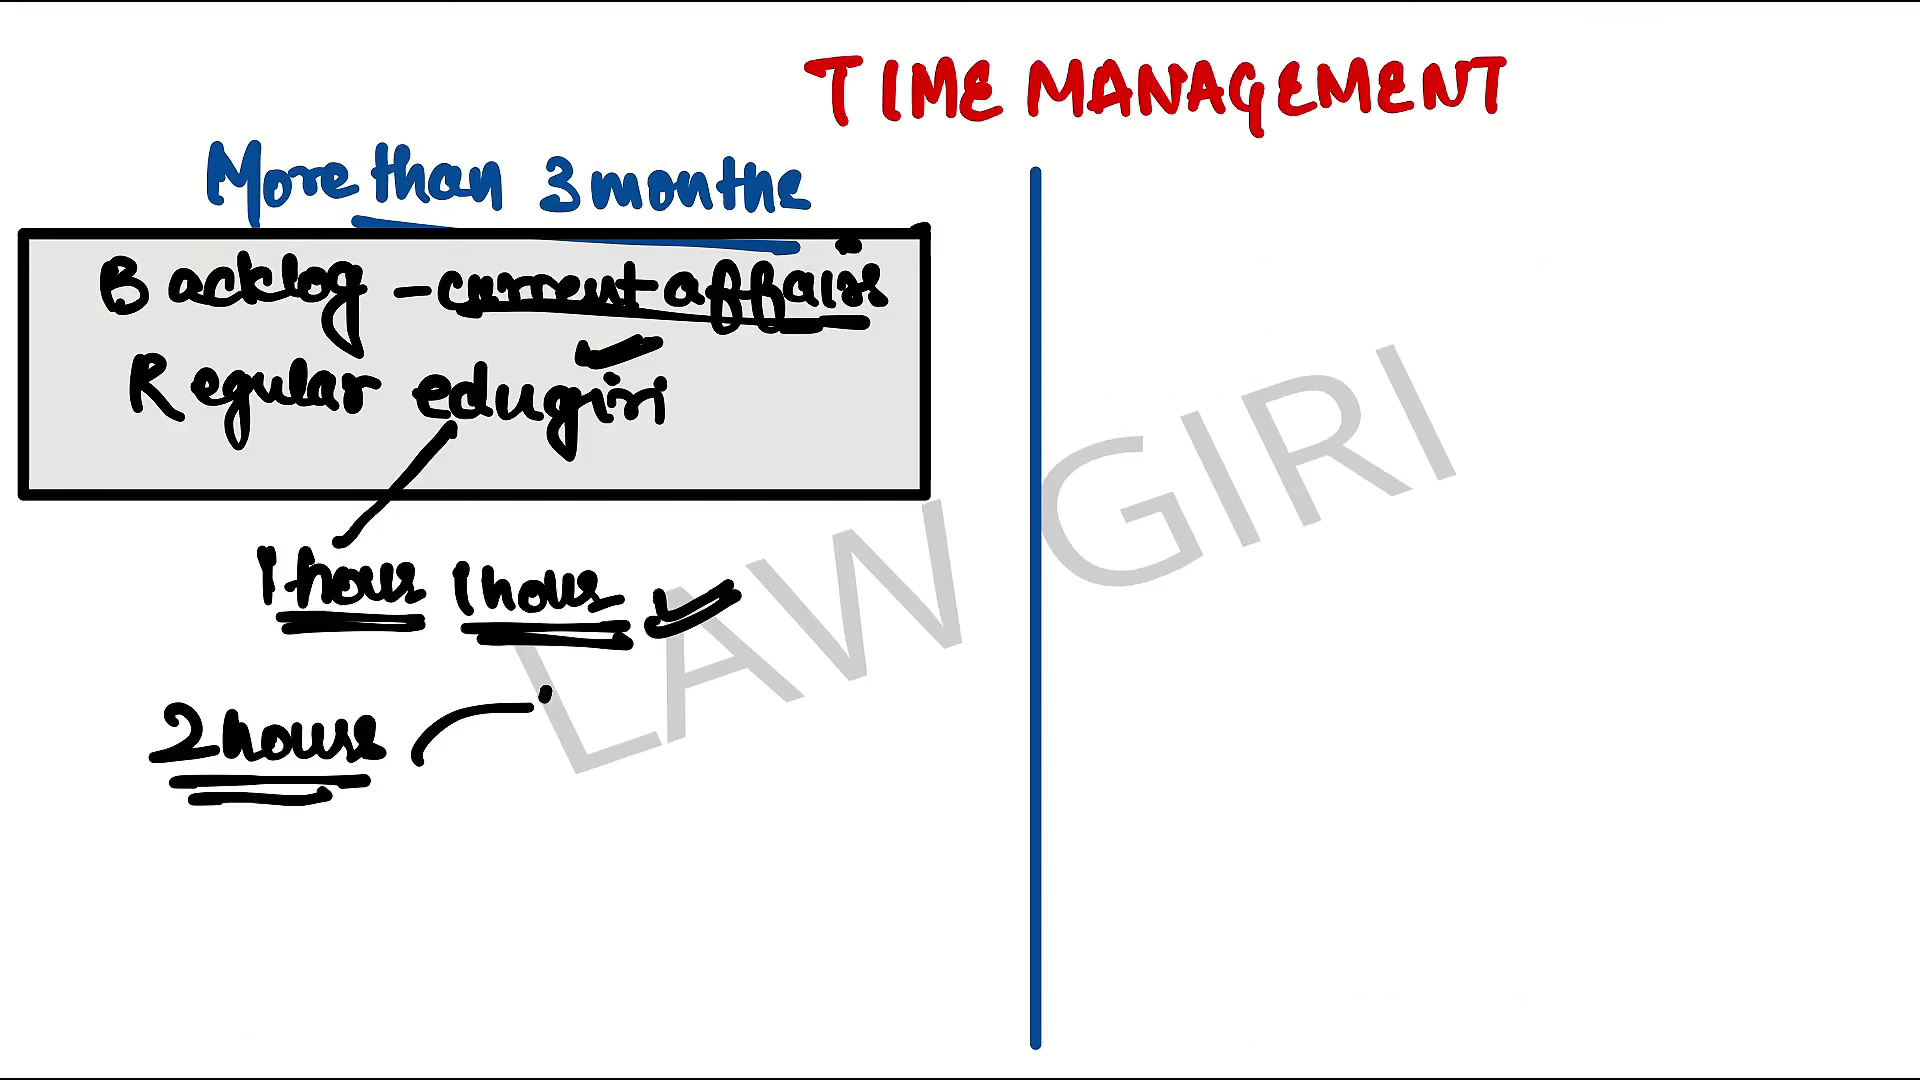 TIME MANAGEMENT
More than 3 months
Backlog - current affairs
Regular edugiri
1 hour 1 hour
2 hours
LAW GIRI